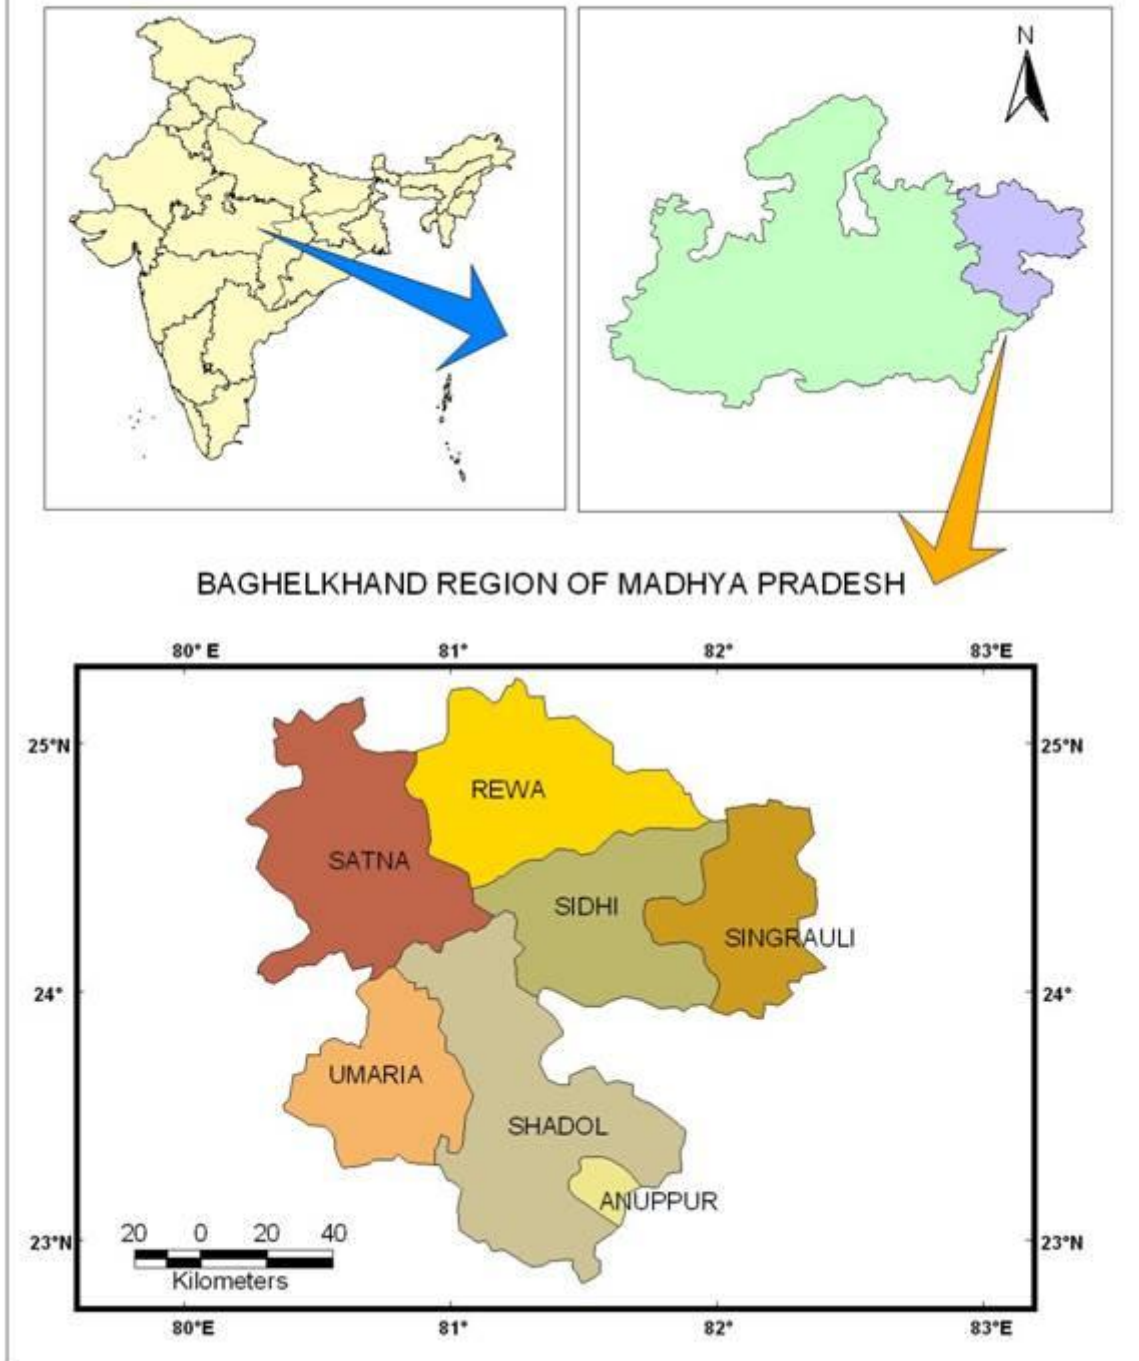 N
BAGHELKHAND REGION OF MADHYA PRADESH
80° E 81° 82° 83°E
25°N 25°N
REWA
SATNA
SIDHI
SINGRAULI
24° 24°
UMARIA
SHADOL
ANUPPUR
20 0 20 40
23°N 23°N
Kilometers
80°E 81° 82° 83°E